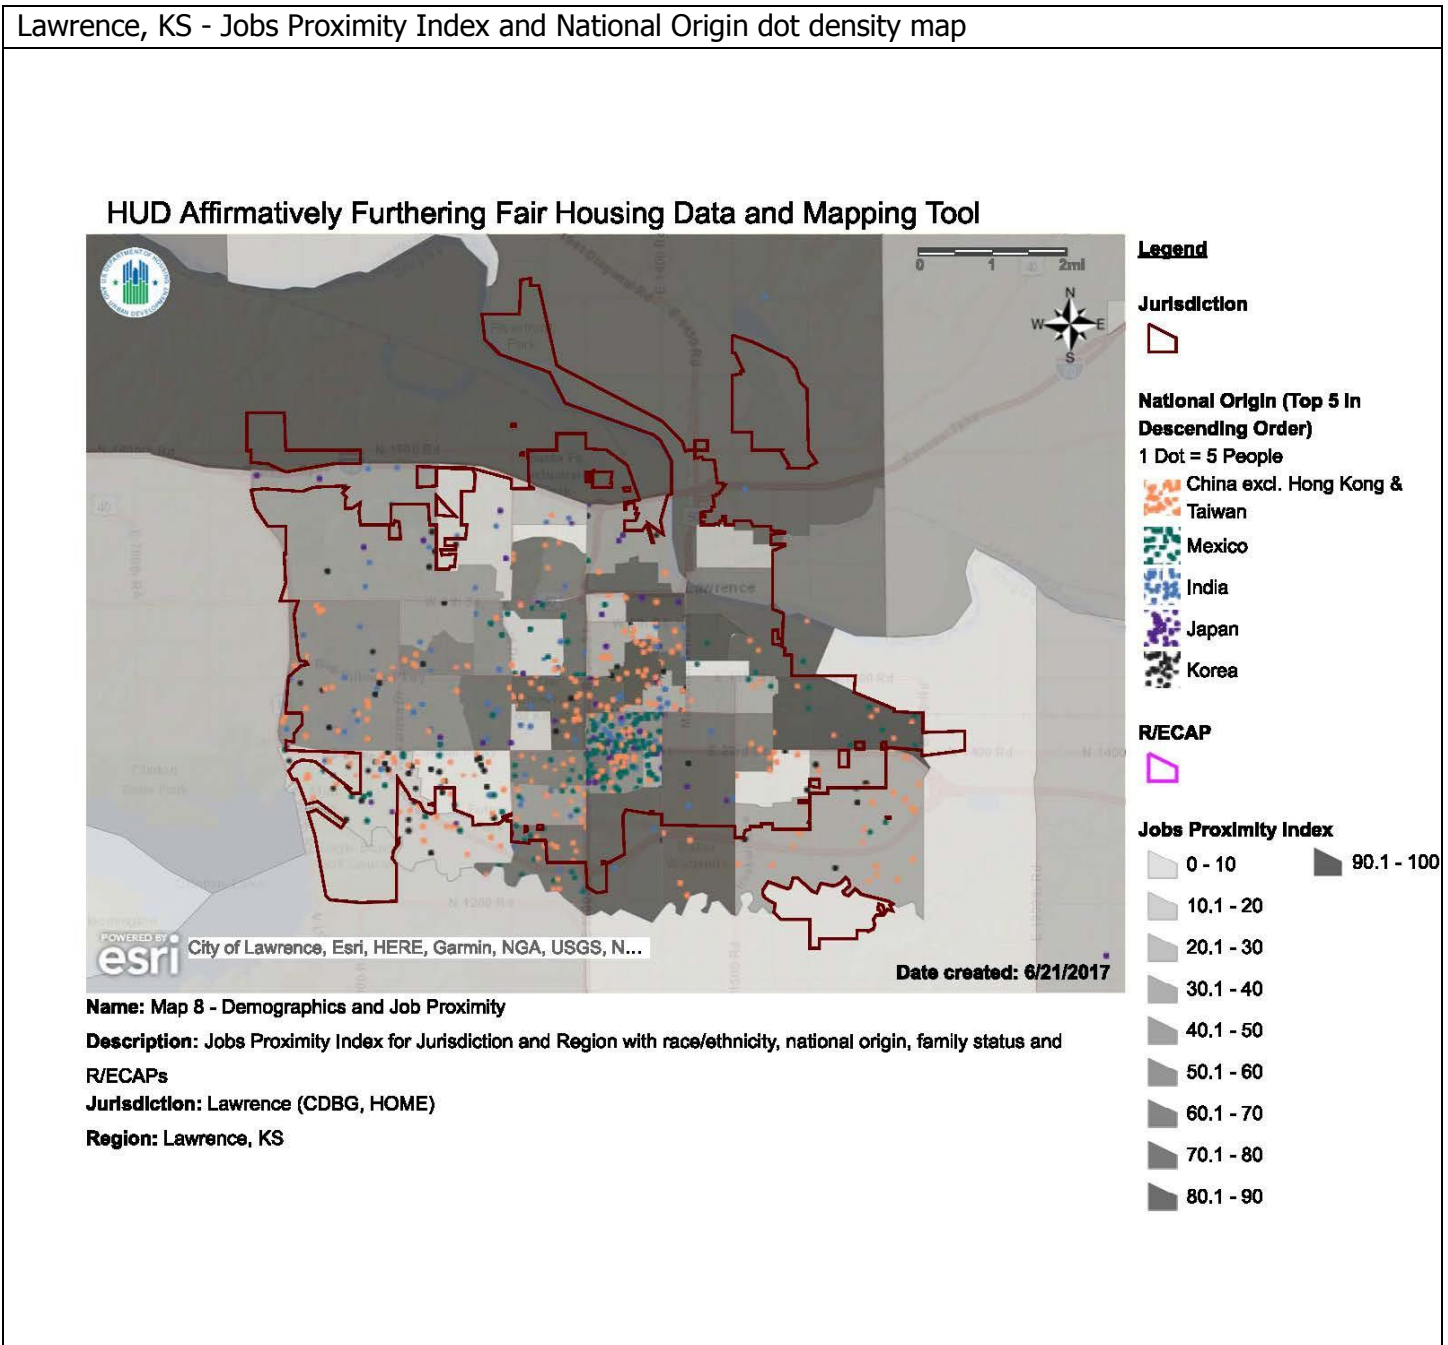 Lawrence, KS - Jobs Proximity Index and National Origin dot density map
HUD Affirmatively Furthering Fair Housing Data and Mapping Tool
0 1 2mi
N
W E
S
Lawrence
POWERED BY
esri
City of Lawrence, Esri, HERE, Garmin, NGA, USGS, N...
Date created: 6/21/2017
Legend
Jurisdiction
National Origin (Top 5 in
Descending Order)
1 Dot = 5 People
China excl. Hong Kong &
Taiwan
Mexico
India
Japan
Korea
R/ECAP
Jobs Proximity Index
0 - 10
10.1 - 20
20.1 - 30
30.1 - 40
40.1 - 50
50.1 - 60
60.1 - 70
70.1 - 80
80.1 - 90
90.1 - 100
Name: Map 8 - Demographics and Job Proximity
Description: Jobs Proximity Index for Jurisdiction and Region with race/ethnicity, national origin, family status and
R/ECAPs
Jurisdiction: Lawrence (CDBG, HOME)
Region: Lawrence, KS